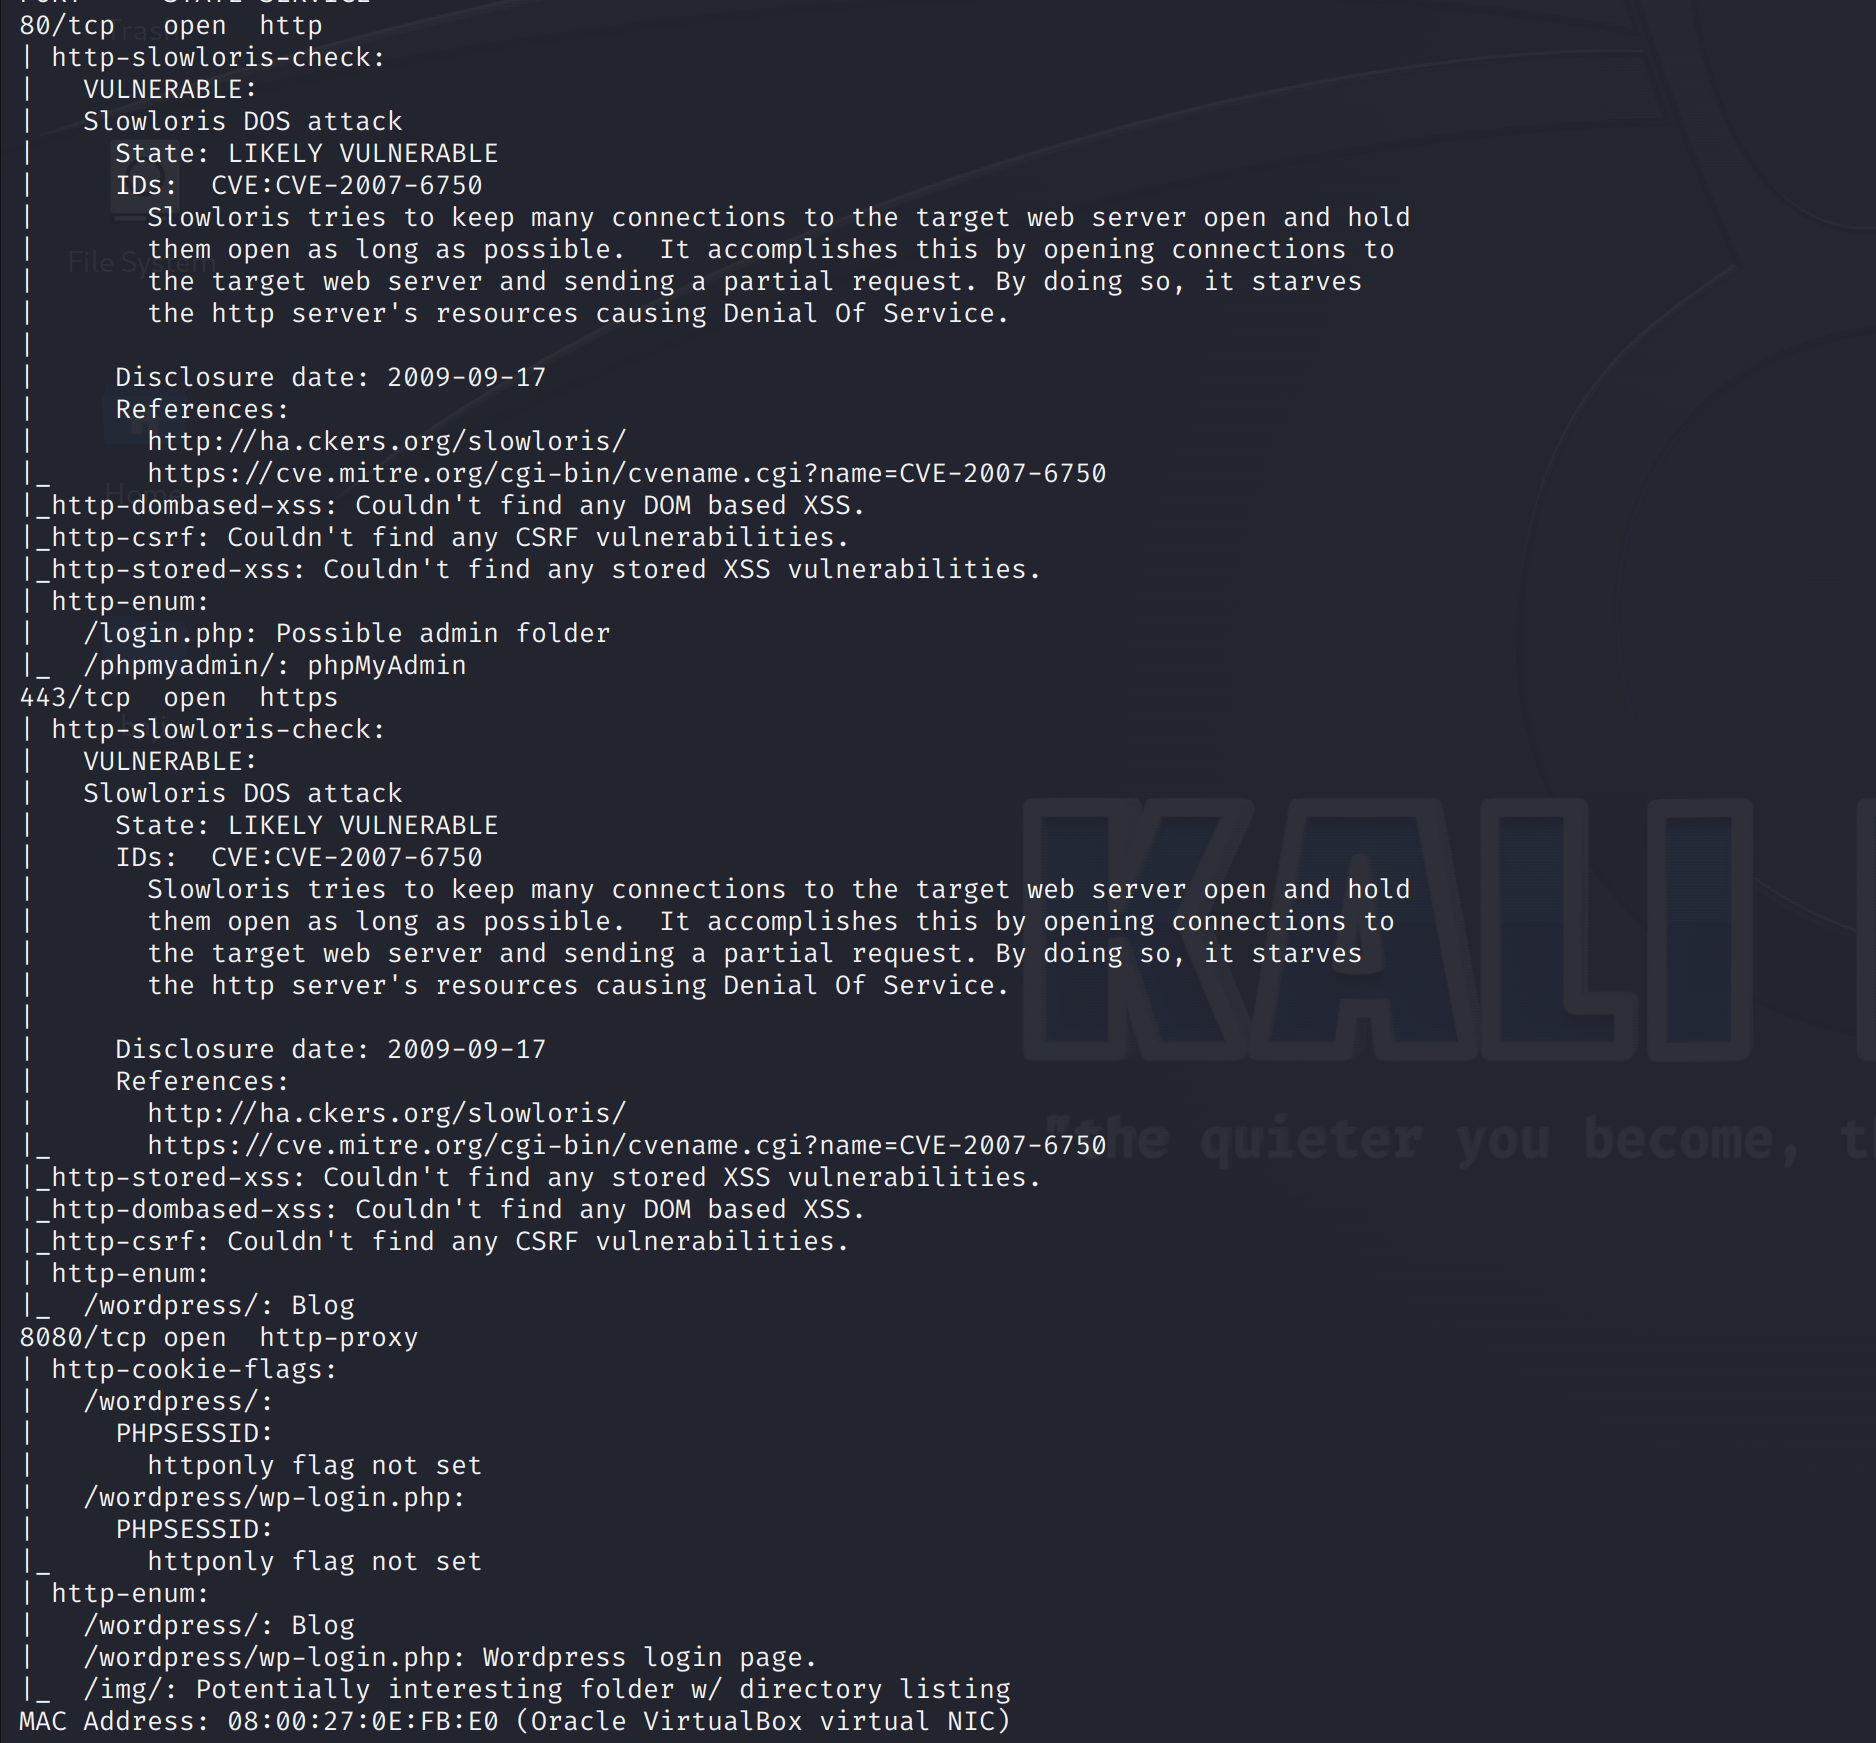 PORT     STATE SERVICE
80/tcp   open  http
| http-slowloris-check:
|   VULNERABLE:
|   Slowloris DOS attack
|     State: LIKELY VULNERABLE
|     IDs:  CVE:CVE-2007-6750
|       Slowloris tries to keep many connections to the target web server open and hold
|       them open as long as possible.  It accomplishes this by opening connections to
|       the target web server and sending a partial request. By doing so, it starves
|       the http server's resources causing Denial Of Service.
|
|     Disclosure date: 2009-09-17
|     References:
|       http://ha.ckers.org/slowloris/
|_      https://cve.mitre.org/cgi-bin/cvename.cgi?name=CVE-2007-6750
|_http-dombased-xss: Couldn't find any DOM based XSS.
|_http-csrf: Couldn't find any CSRF vulnerabilities.
|_http-stored-xss: Couldn't find any stored XSS vulnerabilities.
| http-enum:
|   /login.php: Possible admin folder
|_  /phpmyadmin/: phpMyAdmin
443/tcp  open  https
| http-slowloris-check:
|   VULNERABLE:
|   Slowloris DOS attack
|     State: LIKELY VULNERABLE
|     IDs:  CVE:CVE-2007-6750
|       Slowloris tries to keep many connections to the target web server open and hold
|       them open as long as possible.  It accomplishes this by opening connections to
|       the target web server and sending a partial request. By doing so, it starves
|       the http server's resources causing Denial Of Service.
|
|     Disclosure date: 2009-09-17
|     References:
|       http://ha.ckers.org/slowloris/
|_      https://cve.mitre.org/cgi-bin/cvename.cgi?name=CVE-2007-6750
|_http-stored-xss: Couldn't find any stored XSS vulnerabilities.
|_http-dombased-xss: Couldn't find any DOM based XSS.
|_http-csrf: Couldn't find any CSRF vulnerabilities.
| http-enum:
|_  /wordpress/: Blog
8080/tcp open  http-proxy
| http-cookie-flags:
|   /wordpress/:
|     PHPSESSID:
|       httponly flag not set
|   /wordpress/wp-login.php:
|     PHPSESSID:
|_      httponly flag not set
| http-enum:
|   /wordpress/: Blog
|   /wordpress/wp-login.php: Wordpress login page.
|_  /img/: Potentially interesting folder w/ directory listing
MAC Address: 08:00:27:0E:FB:E0 (Oracle VirtualBox virtual NIC)
Trash
File System
Home
KALI
"the quieter you become,